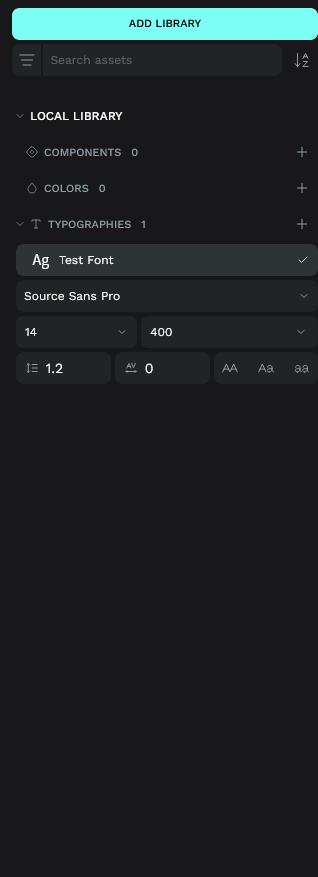 ADD LIBRARY
Search assets
LOCAL LIBRARY
COMPONENTS 0
COLORS 0
TYPOGRAPHIES 1
Ag Test Font
Source Sans Pro
14 400
1.2 AV 0 AA Aa aa